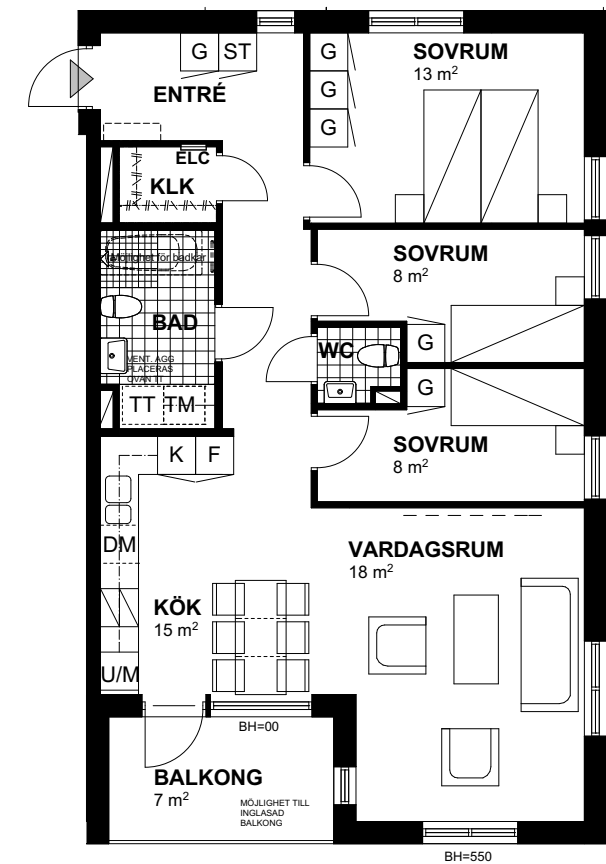 G ST
G
SOVRUM
13 m²
G
G
ENTRÉ
ELC
KLK
SOVRUM
8 m²
Möjlighet för badkar
BAD
WC
G
VENT. AGG
PLACERAS
OVAN TT
TT TM
G
SOVRUM
8 m²
K F
DM
VARDAGSRUM
18 m²
KÖK
15 m²
U/M
BH=00
BALKONG
7 m²
MÖJLIGHET TILL
INGLASAD
BALKONG
BH=550